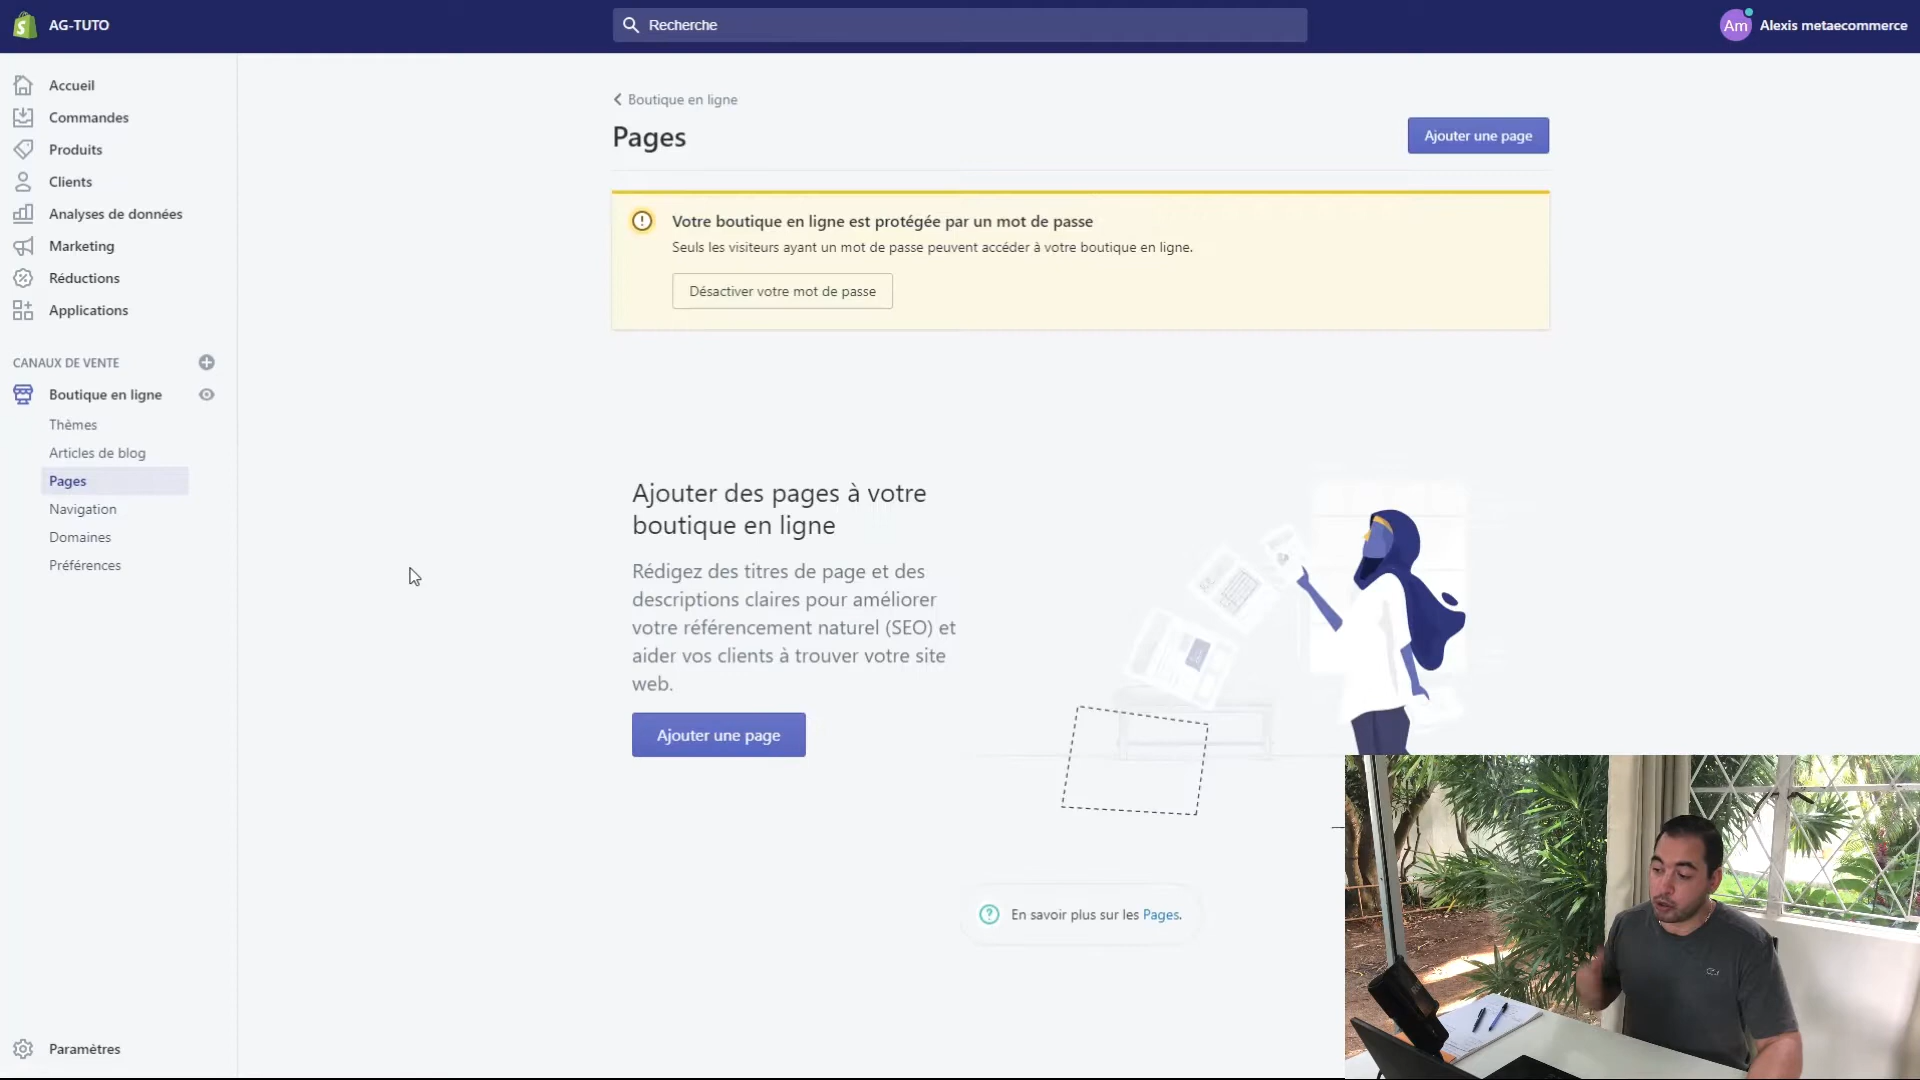 AG-TUTO
Recherche
Am
Alexis metaecommerce
Accueil
Commandes
Produits
Clients
Analyses de données
Marketing
Réductions
Applications
CANAUX DE VENTE
Boutique en ligne
Thèmes
Articles de blog
Pages
Navigation
Domaines
Préférences
Paramètres
Boutique en ligne
Pages
Ajouter une page
Votre boutique en ligne est protégée par un mot de passe
Seuls les visiteurs ayant un mot de passe peuvent accéder à votre boutique en ligne.
Désactiver votre mot de passe
Ajouter des pages à votre
boutique en ligne
Rédigez des titres de page et des
descriptions claires pour améliorer
votre référencement naturel (SEO) et
aider vos clients à trouver votre site
web.
Ajouter une page
En savoir plus sur les Pages.